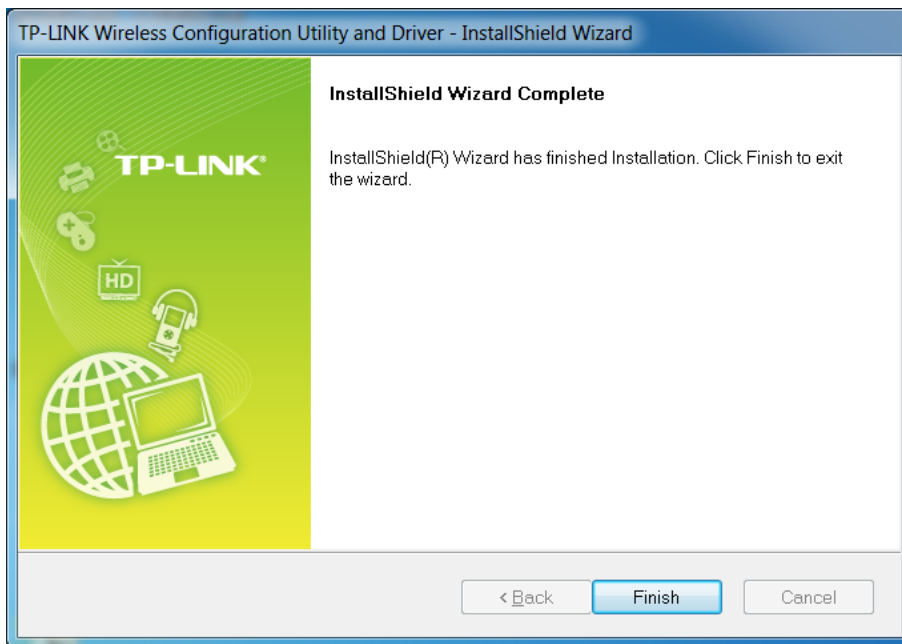 TP-LINK Wireless Configuration Utility and Driver - InstallShield Wizard
InstallShield Wizard Complete
TP-LINK®
InstallShield(R) Wizard has finished Installation. Click Finish to exit
the wizard.
HD
< Back
Finish
Cancel